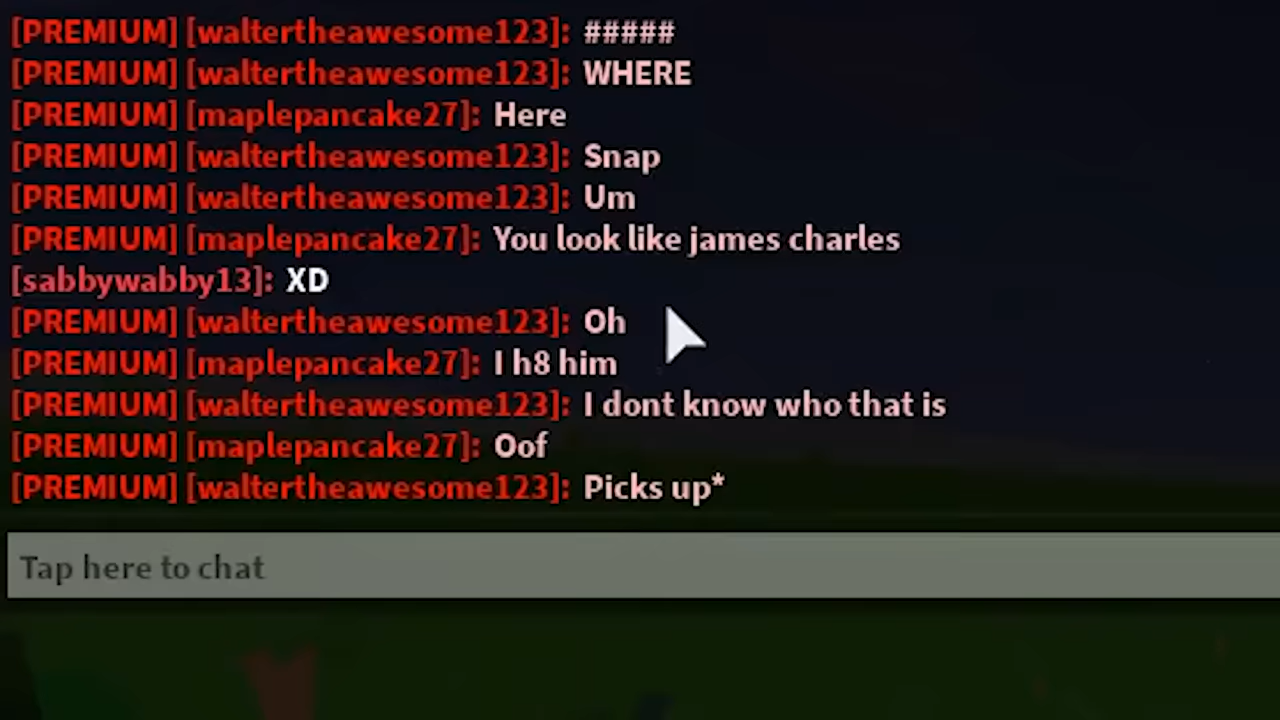 [PREMIUM] [waltertheawesome123]: #####
[PREMIUM] [waltertheawesome123]: WHERE
[PREMIUM] [maplepancake27]: Here
[PREMIUM] [waltertheawesome123]: Snap
[PREMIUM] [waltertheawesome123]: Um
[PREMIUM] [maplepancake27]: You look like james charles
[sabbywabby13]: XD
[PREMIUM] [waltertheawesome123]: Oh
[PREMIUM] [maplepancake27]: I h8 him
[PREMIUM] [waltertheawesome123]: I dont know who that is
[PREMIUM] [maplepancake27]: Oof
[PREMIUM] [waltertheawesome123]: Picks up*
Tap here to chat